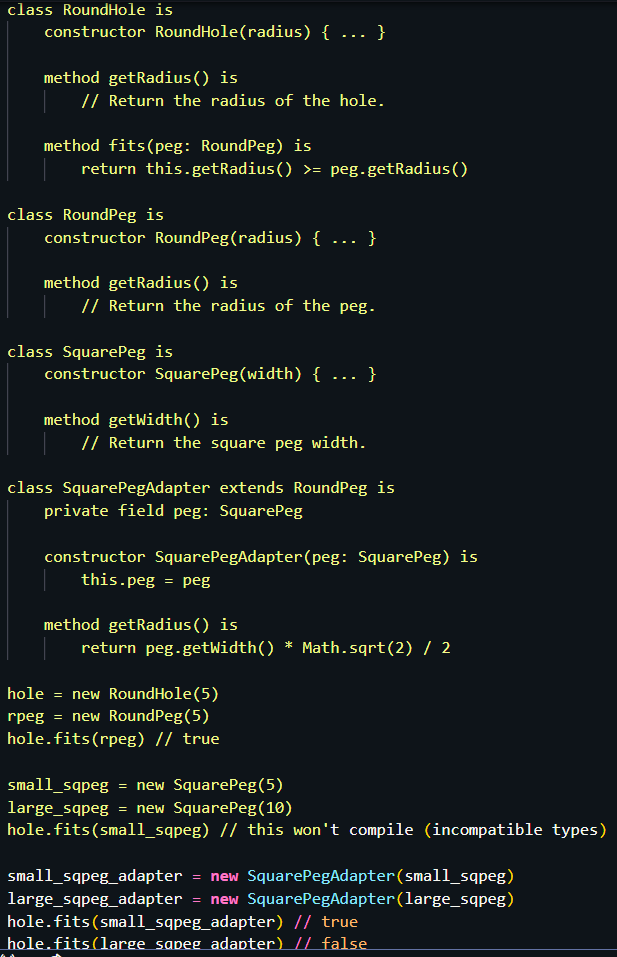 class RoundHole is
    constructor RoundHole(radius) { ... }
    method getRadius() is
        // Return the radius of the hole.
    method fits(peg: RoundPeg) is
        return this.getRadius() >= peg.getRadius()
class RoundPeg is
    constructor RoundPeg(radius) { ... }
    method getRadius() is
        // Return the radius of the peg.
class SquarePeg is
    constructor SquarePeg(width) { ... }
    method getWidth() is
        // Return the square peg width.
class SquarePegAdapter extends RoundPeg is
    private field peg: SquarePeg
    constructor SquarePegAdapter(peg: SquarePeg) is
        this.peg = peg
    method getRadius() is
        return peg.getWidth() * Math.sqrt(2) / 2
hole = new RoundHole(5)
rpeg = new RoundPeg(5)
hole.fits(rpeg) // true
small_sqpeg = new SquarePeg(5)
large_sqpeg = new SquarePeg(10)
hole.fits(small_sqpeg) // this won't compile (incompatible types)
small_sqpeg_adapter = new SquarePegAdapter(small_sqpeg)
large_sqpeg_adapter = new SquarePegAdapter(large_sqpeg)
hole.fits(small_sqpeg_adapter) // true
hole.fits(large_sqpeg_adapter) // false